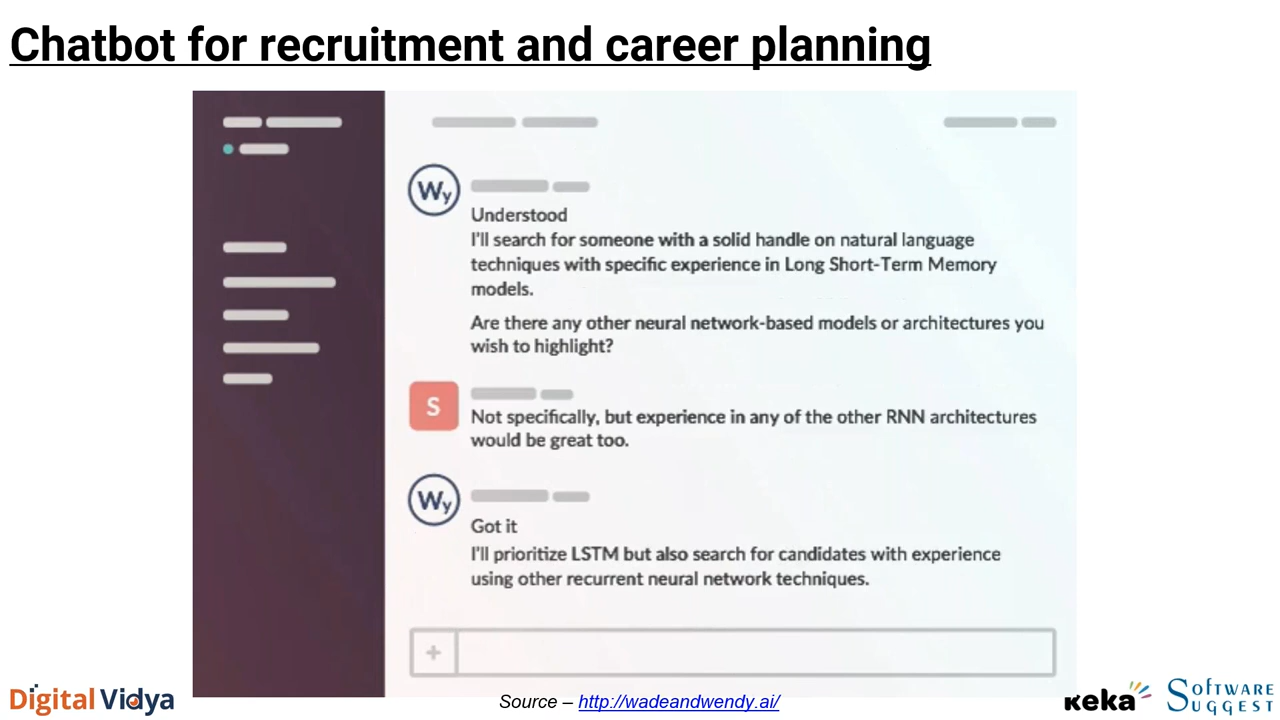 Chatbot for recruitment and career planning
Wy
Understood
I'll search for someone with a solid handle on natural language
techniques with specific experience in Long Short-Term Memory
models.
Are there any other neural network-based models or architectures you
wish to highlight?
S
Not specifically, but experience in any of the other RNN architectures
would be great too.
Wy
Got it
I'll prioritize LSTM but also search for candidates with experience
using other recurrent neural network techniques.
+
Digital Vidya
Source – http://wadeandwendy.ai/
keka
SOFTWARE
SUGGEST